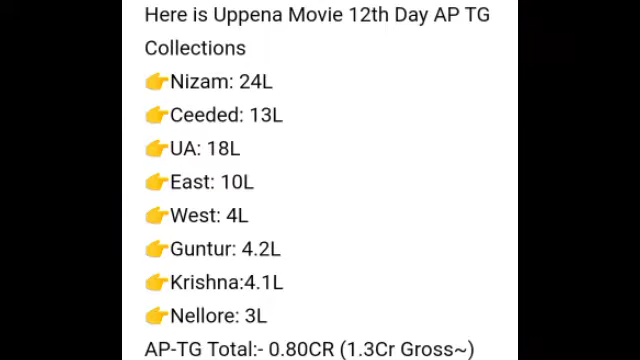 Here is Uppena Movie 12th Day AP TG
Collections
👉Nizam: 24L
👉Ceeded: 13L
👉UA: 18L
👉East: 10L
👉West: 4L
👉Guntur: 4.2L
👉Krishna:4.1L
👉Nellore: 3L
AP-TG Total:- 0.80CR (1.3Cr Gross~)